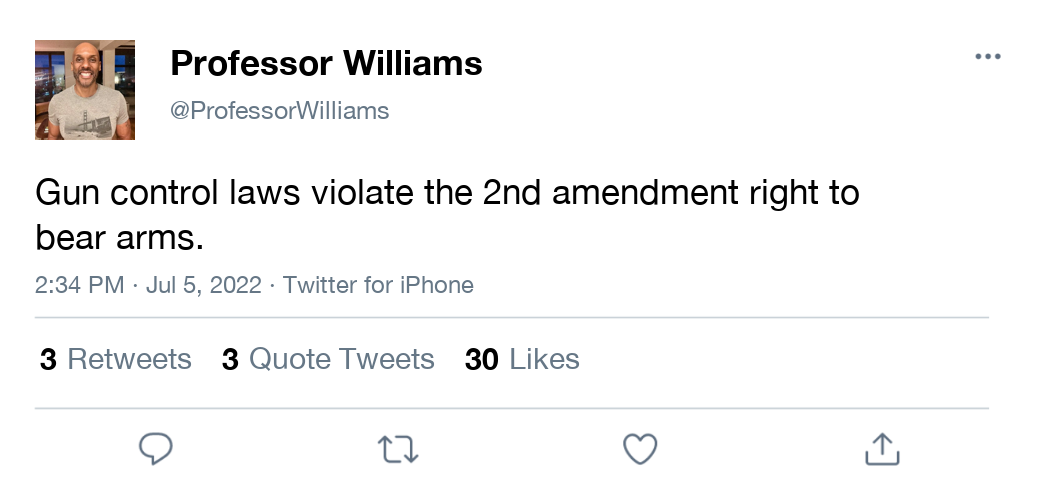 Professor Williams
@ProfessorWilliams
Gun control laws violate the 2nd amendment right to
bear arms.
2:34 PM · Jul 5, 2022 · Twitter for iPhone
3 Retweets 3 Quote Tweets 30 Likes